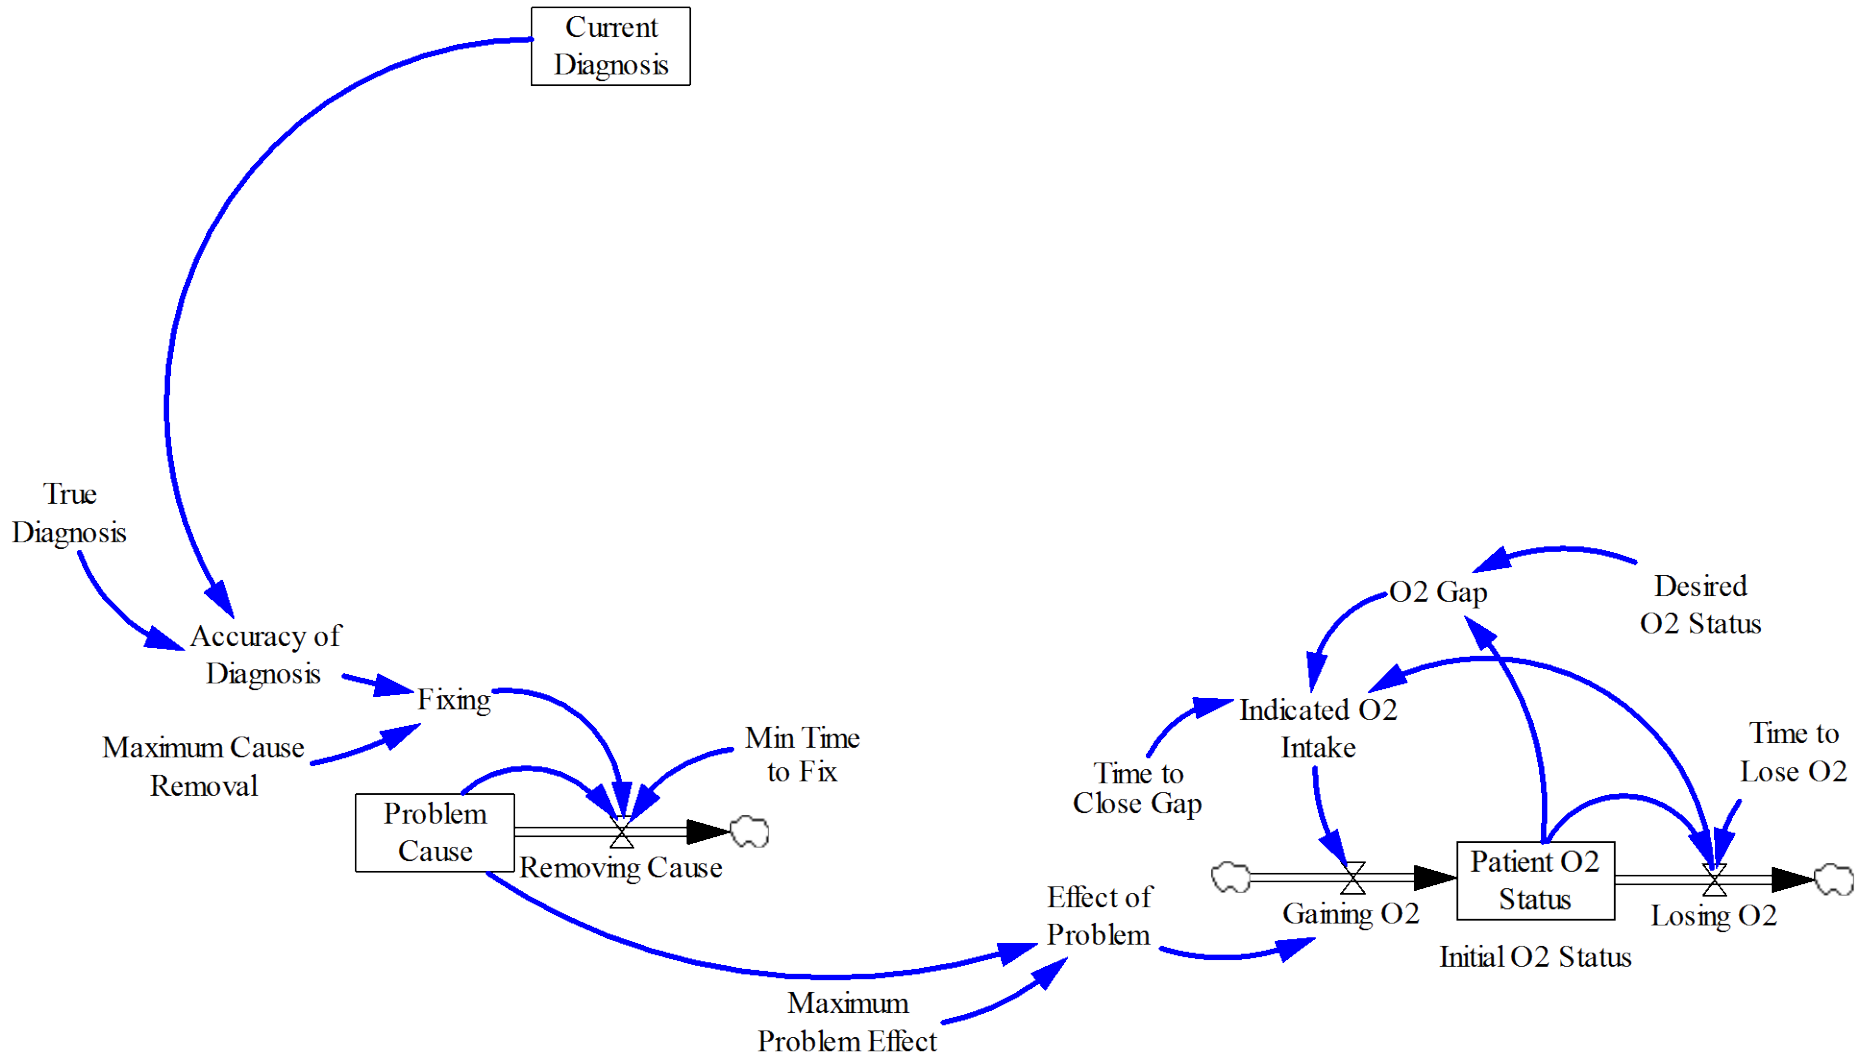 Current
Diagnosis
True
Diagnosis
Accuracy of
Diagnosis
Fixing
Maximum Cause
Removal
Min Time
to Fix
Problem
Cause
Removing Cause
O2 Gap
Desired
O2 Status
Indicated O2
Intake
Time to
Close Gap
Time to
Lose O2
Patient O2
Status
Gaining O2
Losing O2
Initial O2 Status
Effect of
Problem
Maximum
Problem Effect